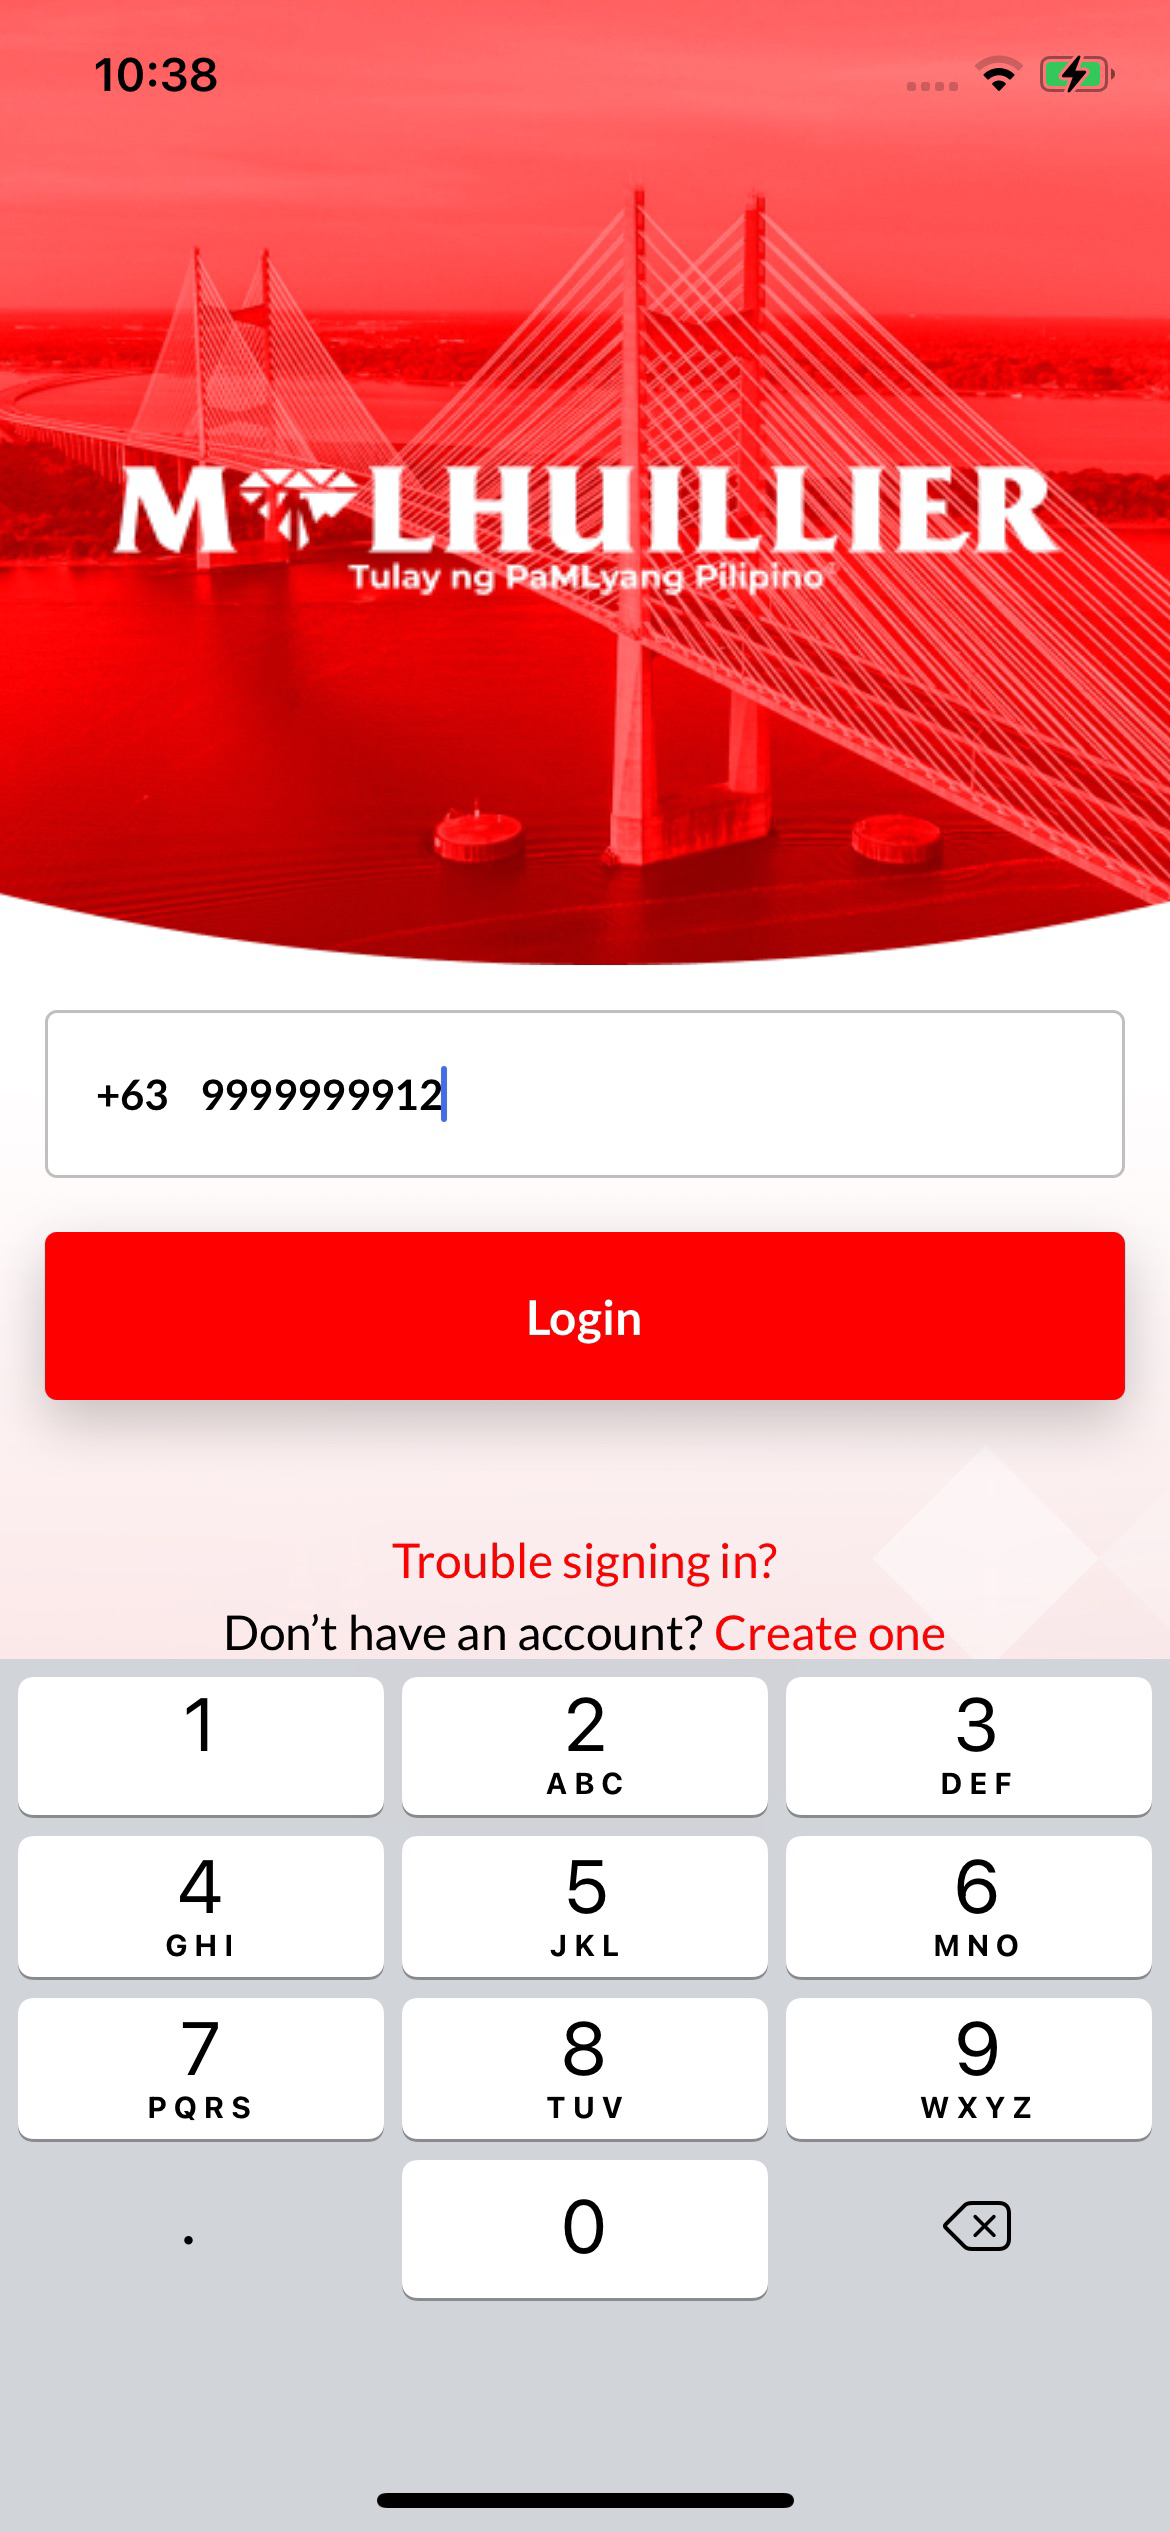 10:38
M LHUILLIER
Tulay ng PaMLyang Pilipino
+63 9999999912
Login
Trouble signing in?
Don’t have an account? Create one
1
2
ABC
3
DEF
4
GHI
5
JKL
6
MNO
7
PQRS
8
TUV
9
WXYZ
.
0